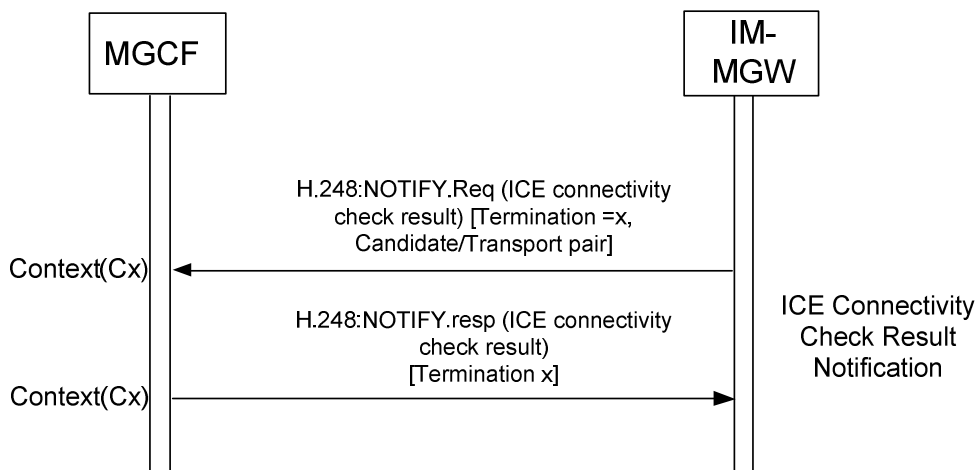 MGCF
IM-
MGW
H.248:NOTIFY.Req (ICE connectivity
check result) [Termination =x,
Candidate/Transport pair]
Context(Cx)
H.248:NOTIFY.resp (ICE connectivity
check result)
[Termination x]
Context(Cx)
ICE Connectivity
Check Result
Notification